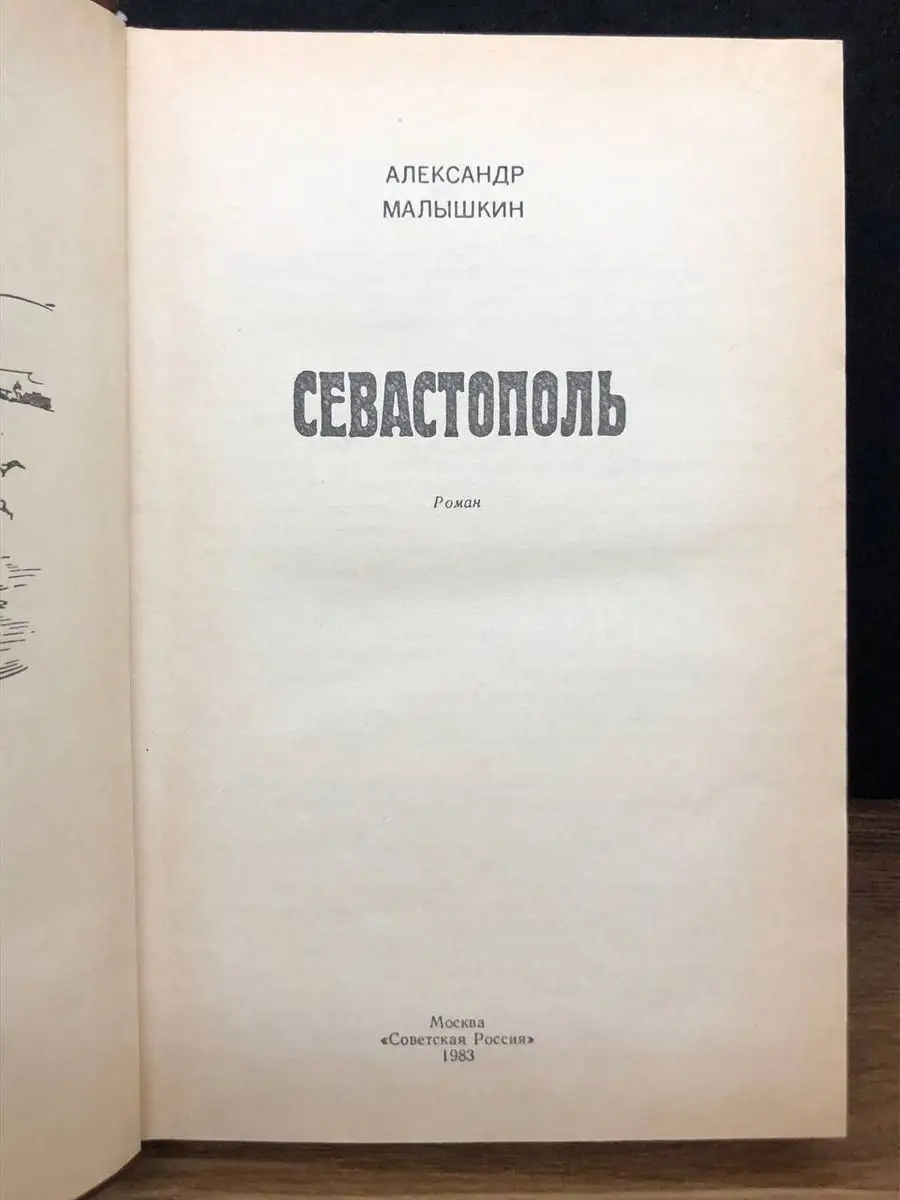 АЛЕКСАНДР
МАЛЫШКИН
СЕВАСТОПОЛЬ
Роман
Москва
«Советская Россия»
1983